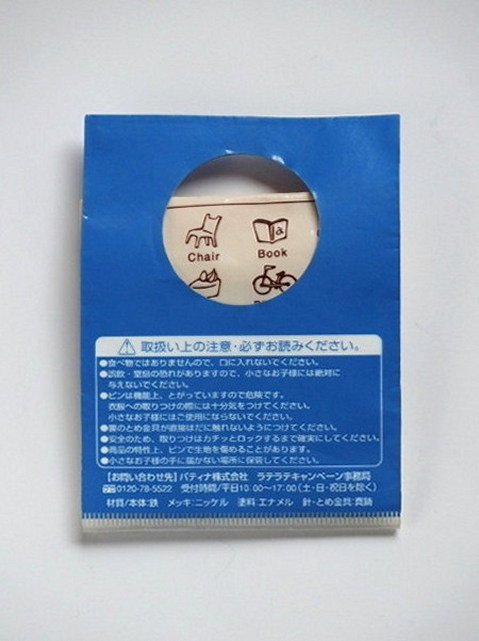 Chair
Book
取扱い上の注意・必ずお読みください。
●食べ物ではありませんので、口に入れないでください。
●誤飲・窒息の恐れがありますので、小さなお子様には絶対に
与えないでください。
●ピンは機能上、とがっていますので危険です。
衣服への取りつけの際には十分気をつけてください。
小さなお子様にはご使用にならないでください。
●裏のとめ金具が直接はだに触れないようにつけてください。
●安全のため、取りつけはカチッとロックするまで確実にしてください。
●商品の特性上、ピンで生地を傷めることがあります。
●小さなお子様の手に届かない場所に保管してください。
【お問い合わせ先】パティナ株式会社 ラテラテキャンペーン事務局
0120-78-5522 受付時間/平日10:00〜17:00(土・日・祝日を除く)
材質/本体:鉄 メッキ:ニッケル 塗料:エナメル 針・とめ金具:真鍮